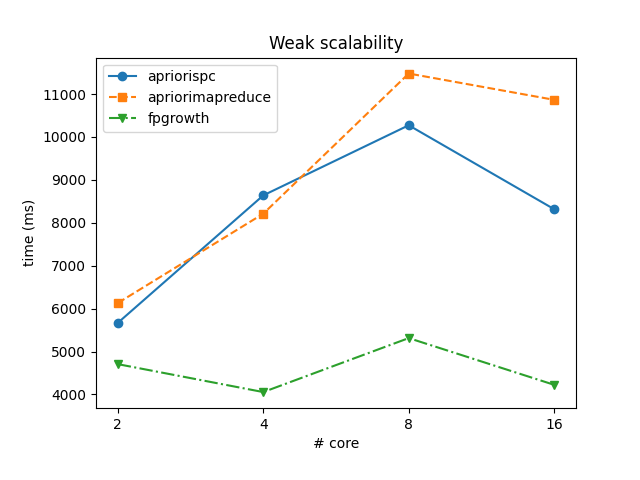 Weak scalability
apriorispc
apriorimapreduce
fpgrowth
11000
10000
9000
8000
7000
6000
5000
4000
time (ms)
2 4 8 16
# core